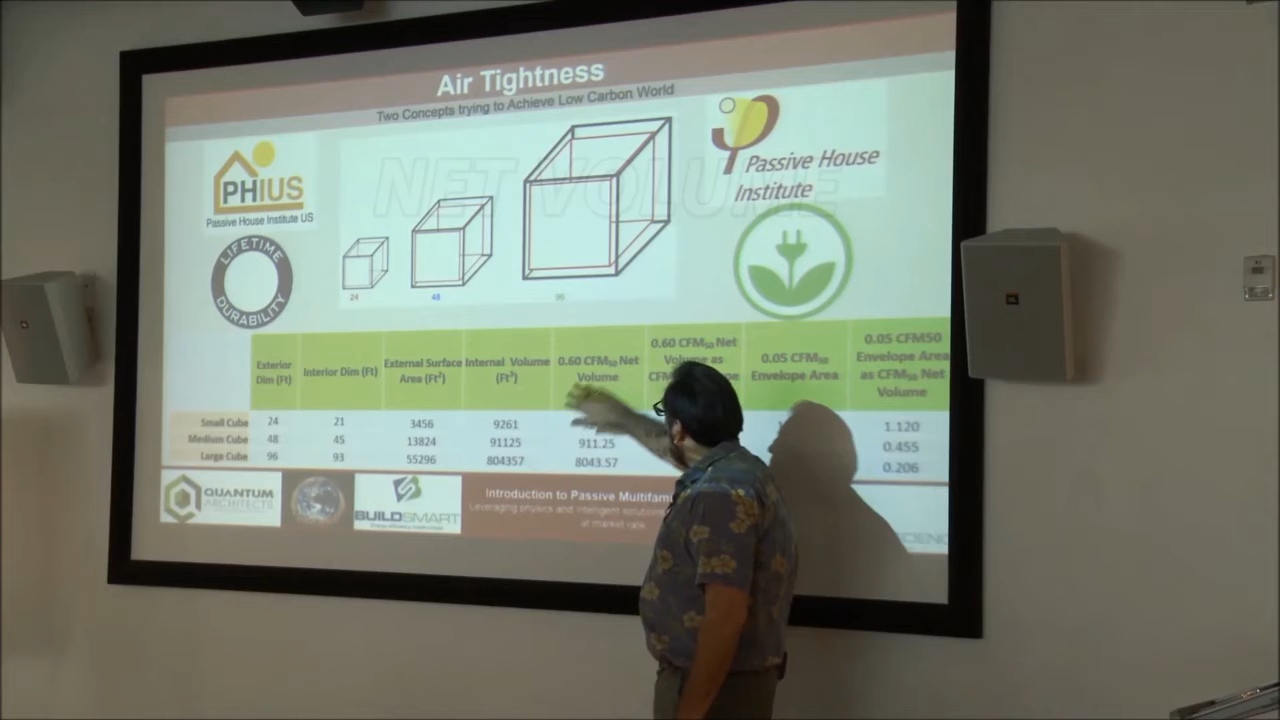 Air Tightness
Two Concepts trying to Achieve Low Carbon World
NET VOLUME
PHIUS
Passive House Institute US
Passive House
Institute
LIFETIME
DURABILITY
24
48
96
Exterior
Dim (Ft)
Interior Dim (Ft)
External Surface
Area (Ft²)
Internal Volume
(Ft³)
0.60 CFM₅₀ Net
Volume
0.60 CFM₅₀ Net
Volume as
0.05 CFM₅₀
Envelope Area
0.05 CFM50
Envelope Area
as CFM₅₀ Net
Volume
Small Cube 24 21 3456 9261 1.120
Medium Cube 48 45 13824 91125 911.25 0.455
Large Cube 96 93 55296 804357 8043.57 0.206
QUANTUM
ARCHITECTS
BUILDSMART
Introduction to Passive
Leveraging physics and intelligent
at market rate.